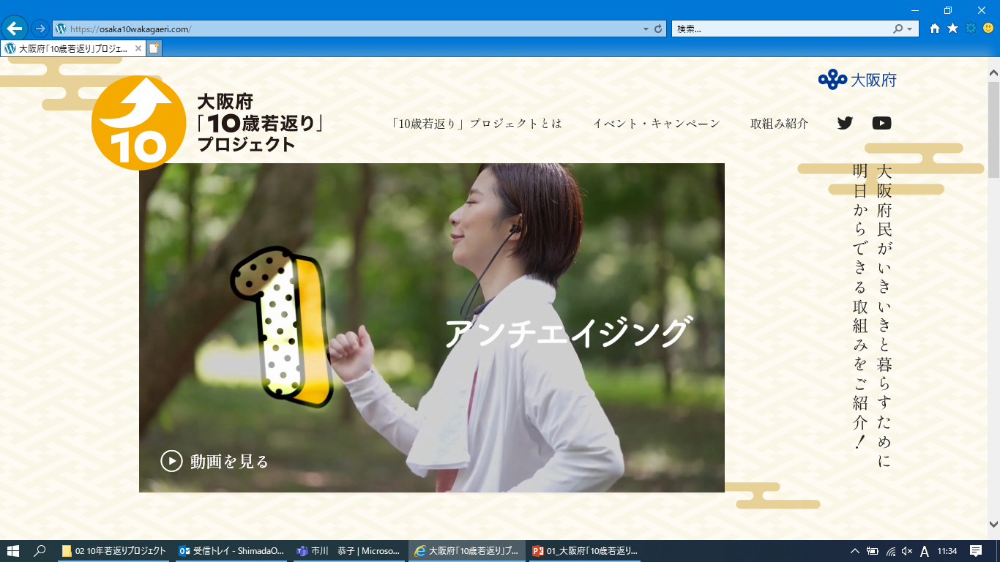 https://osaka10wakagaeri.com/
検索...
大阪府「10歳若返り」プロジェ...
大阪府
10
大阪府
「10歳若返り」
プロジェクト
「10歳若返り」プロジェクトとは
イベント・キャンペーン
取組み紹介
大阪府民がいきいきと暮らすために
明日からできる取組みをご紹介！
1
アンチエイジング
動画を見る
02 10年若返りプロジェクト
受信トレイ - ShimadaO...
市川　恭子 | Microso...
大阪府「10歳若返り」プ...
01_大阪府「10歳若返り...
A
11:34